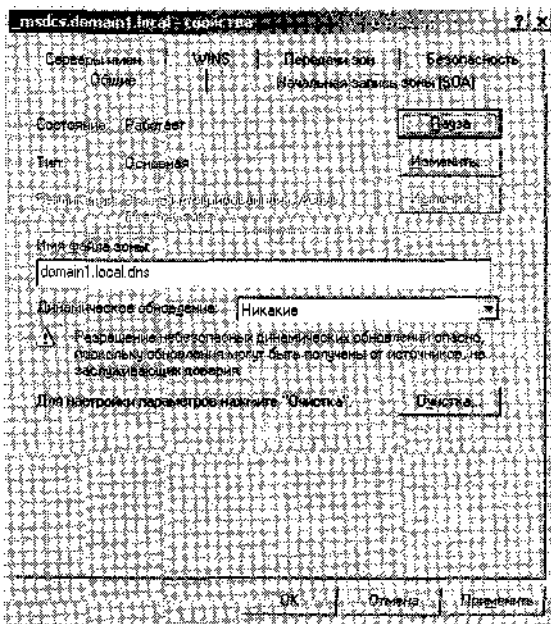 _msdcs.domain1.local - свойства
Серверы имен WINS Передачи зон Безопасность
Общие Начальная запись зоны (SOA)
Состояние: Работает Пауза
Тип: Основная Изменить...
Имя файла зоны:
domain1.local.dns
Динамическое обновление: Никакие
Разрешение небезопасных динамических обновлений опасно,
поскольку обновления могут быть получены от источников, не
заслуживающих доверия.
Для настройки параметров нажмите "Очистка" Очистка...
OK Отмена Применить